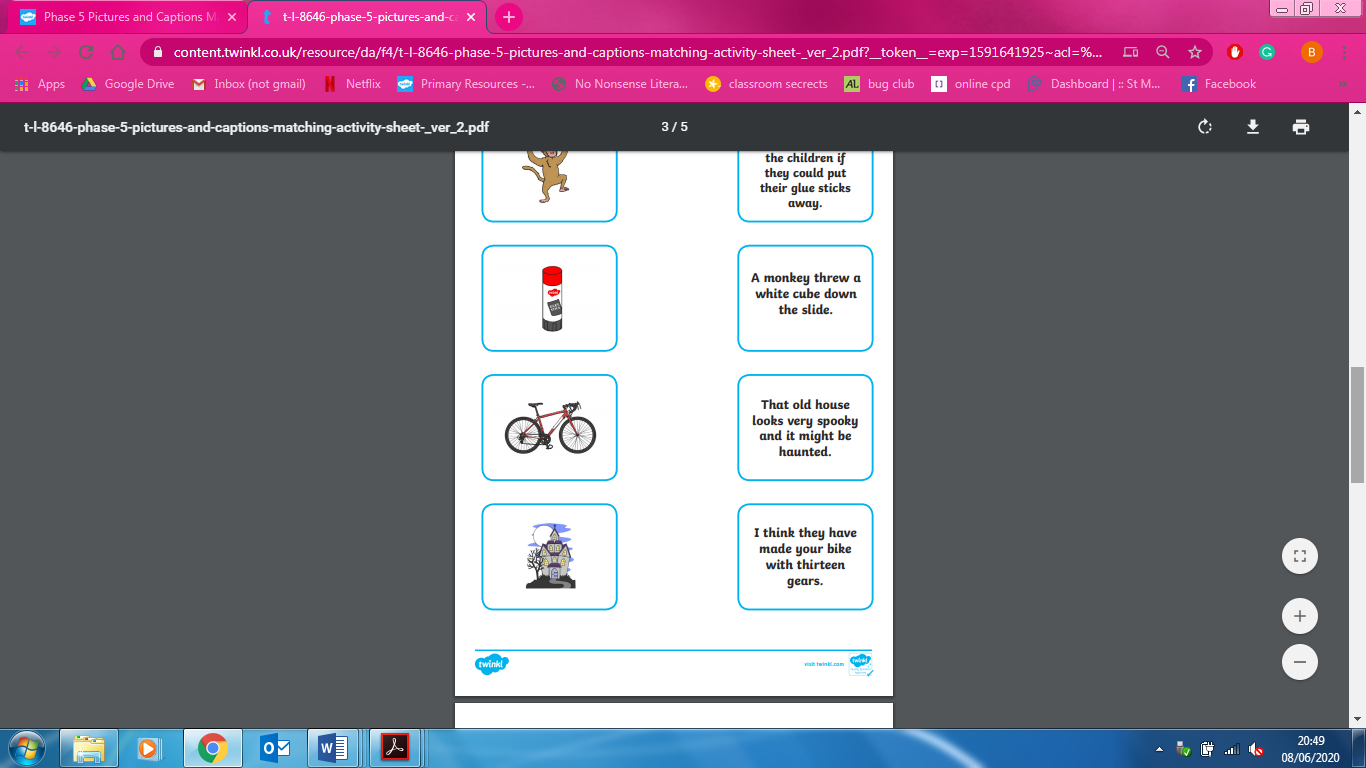 Phase 5 Pictures and Captions Ma
t-l-8646-phase-5-pictures-and-ca
content.twinkl.co.uk/resource/da/f4/t-l-8646-phase-5-pictures-and-captions-matching-activity-sheet-_ver_2.pdf?__token__=exp=1591641925~acl=%...
B
Apps Google Drive Inbox (not gmail) Netflix Primary Resources -... No Nonsense Litera... classroom secrects AL bug club online cpd Dashboard | :: St M... Facebook »
t-l-8646-phase-5-pictures-and-captions-matching-activity-sheet-_ver_2.pdf
3 / 5
the children if
they could put
their glue sticks
away.
twinkl
A monkey threw a
white cube down
the slide.
That old house
looks very spooky
and it might be
haunted.
I think they have
made your bike
with thirteen
gears.
twinkl
visit twinkl.com
twinkl
20:49
08/06/2020